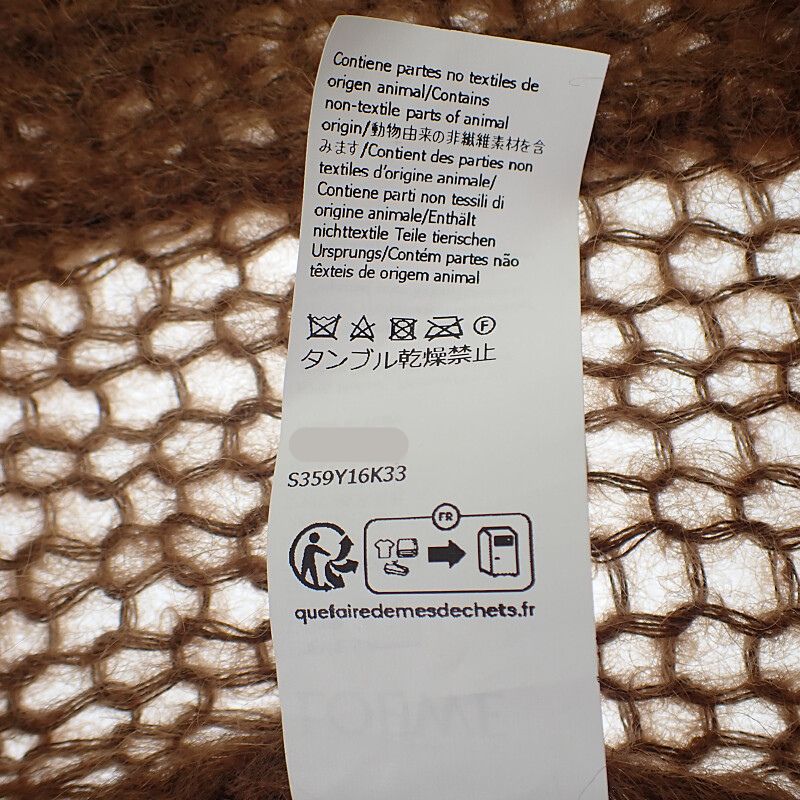 Contiene partes no textiles de
origen animal/Contains
non-textile parts of animal
origin/動物由来の非繊維素材を含
みます/Contient des parties non
textiles d'origine animale/
Contiene parti non tessili di
origine animale/Enthält
nichttextile Teile tierischen
Ursprungs/Contém partes não
têxteis de origem animal
F
タンブル乾燥禁止
S359Y16K33
FR
quefairedemesdechets.fr